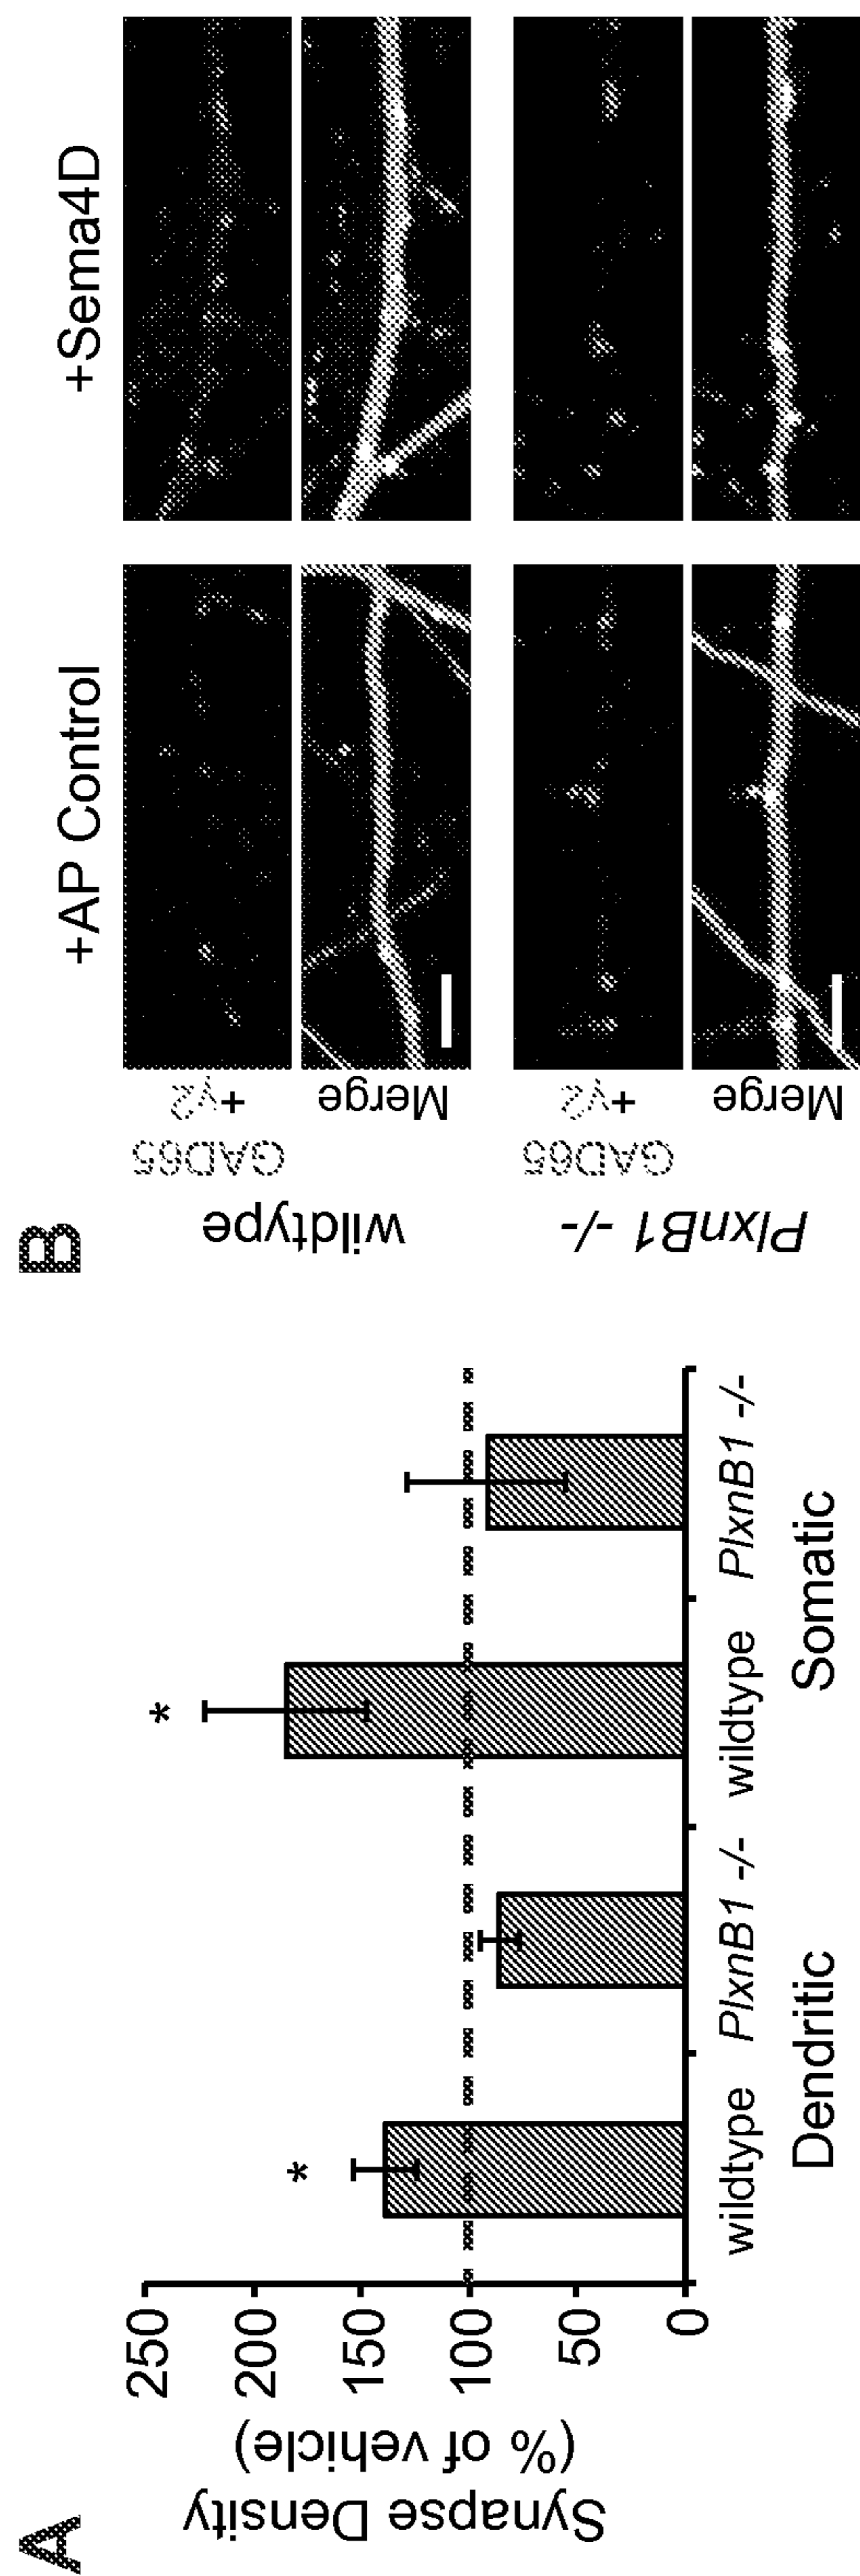 A
Synapse Density
(% of vehicle)
250
200
150
100
50
0
*
*
wildtype PlxnB1 -/- wildtype PlxnB1 -/-
Dendritic Somatic
B
+AP Control +Sema4D
wildtype
GAD65
+γ2
Merge
PlxnB1 -/-
GAD65
+γ2
Merge